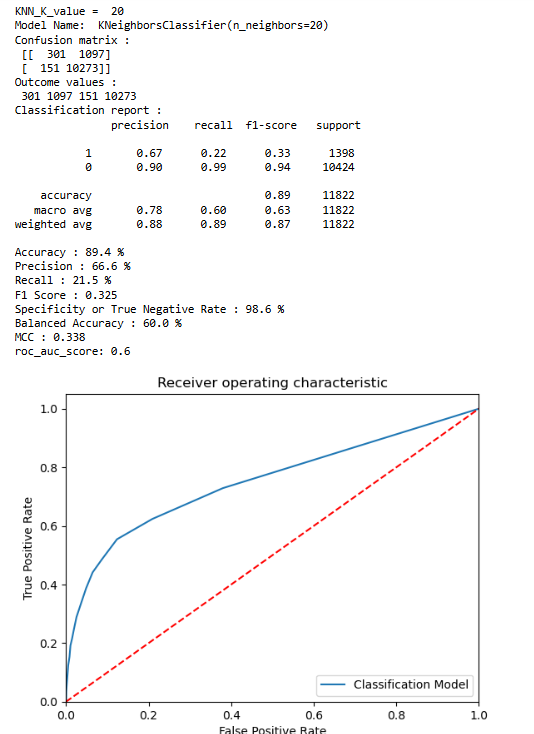 KNN_K_value =  20
Model Name:  KNeighborsClassifier(n_neighbors=20)
Confusion matrix :
[[  301  1097]
[  151 10273]]
Outcome values :
301 1097 151 10273
Classification report :
precision    recall  f1-score   support
1       0.67      0.22      0.33      1398
0       0.90      0.99      0.94     10424
accuracy                           0.89     11822
macro avg       0.78      0.60      0.63     11822
weighted avg       0.88      0.89      0.87     11822
Accuracy : 89.4 %
Precision : 66.6 %
Recall : 21.5 %
F1 Score : 0.325
Specificity or True Negative Rate : 98.6 %
Balanced Accuracy : 60.0 %
MCC : 0.338
roc_auc_score: 0.6
Receiver operating characteristic
True Positive Rate
1.0
0.8
0.6
0.4
0.2
0.0
Classification Model
0.0 0.2 0.4 0.6 0.8 1.0
False Positive Rate